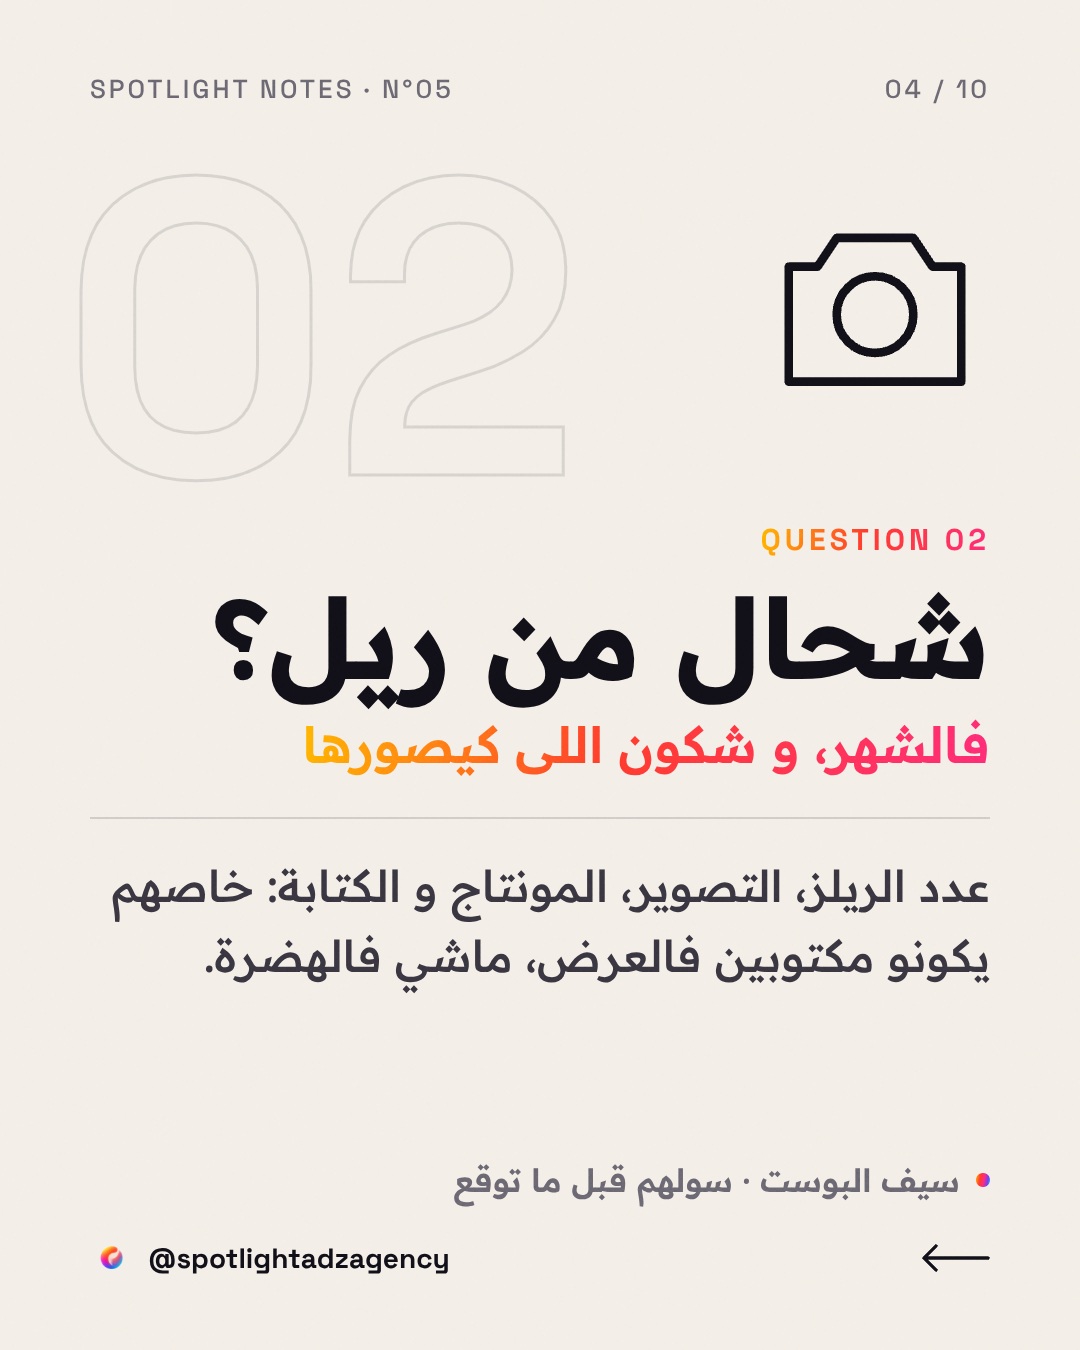 SPOTLIGHT NOTES · N°05
04 / 10
02
QUESTION 02
شحال من ريل؟
فالشهر، و شكون اللى كيصورها
عدد الريلز، التصوير، المونتاج و الكتابة: خاصهم
يكونو مكتوبين فالعرض، ماشي فالهضرة.
سيف البوست · سولهم قبل ما توقع
@spotlightadzagency